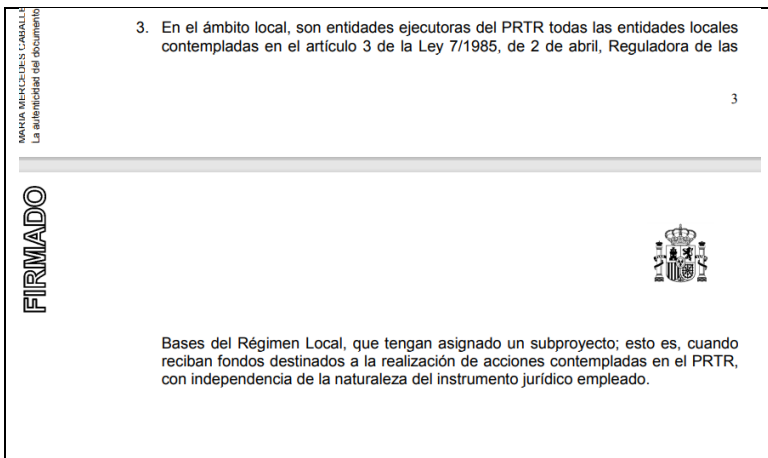 MARIA MERCEDES CABALLE
La autenticidad del documento
3. En el ámbito local, son entidades ejecutoras del PRTR todas las entidades locales
contempladas en el artículo 3 de la Ley 7/1985, de 2 de abril, Reguladora de las
3
FIRMADO
Bases del Régimen Local, que tengan asignado un subproyecto; esto es, cuando
reciban fondos destinados a la realización de acciones contempladas en el PRTR,
con independencia de la naturaleza del instrumento jurídico empleado.